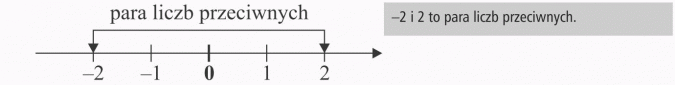 para liczb przeciwnych
–2 i 2 to para liczb przeciwnych.
–2 –1 0 1 2